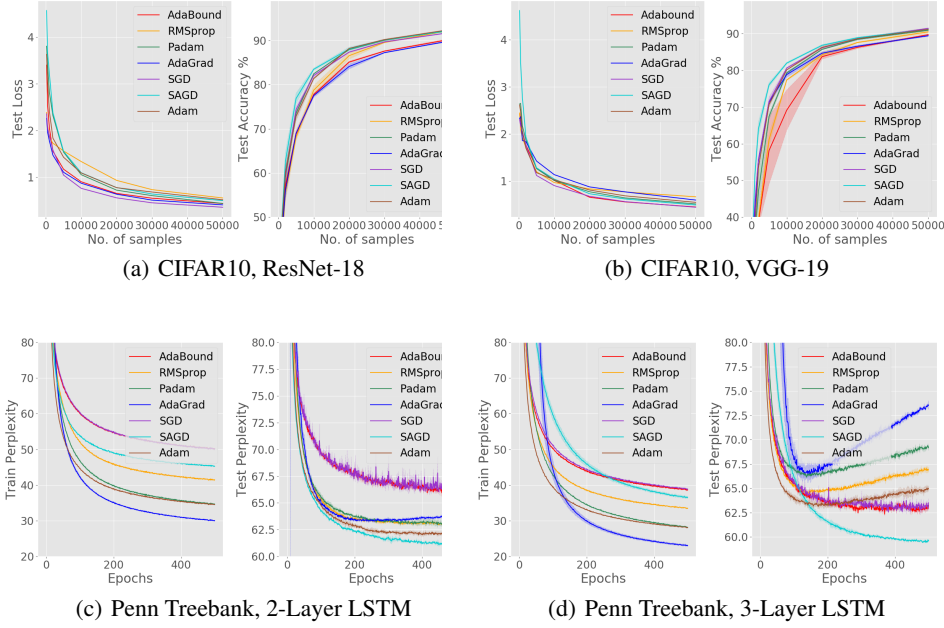 4
3
2
1
Test Loss
0 10000 20000 30000 40000 50000
No. of samples
Adabound
RMSprop
Padam
AdaGrad
SGD
SAGD
Adam
90
80
70
60
50
Test Accuracy %
0 10000 20000 30000 40000 5
No. of samples
AdaBoun
RMSprop
Padam
AdaGrad
SGD
SAGD
Adam
(a) CIFAR10, ResNet-18
4
3
2
1
Test Loss
0 10000 20000 30000 40000 50000
No. of samples
Adabound
RMSprop
Padam
AdaGrad
SGD
SAGD
Adam
90
80
70
60
50
40
Test Accuracy %
0 10000 20000 30000 40000 50000
No. of samples
Adabound
RMSprop
Padam
AdaGrad
SGD
SAGD
Adam
(b) CIFAR10, VGG-19
80
70
60
50
40
30
20
Train Perplexity
0 200 400
Epochs
AdaBound
RMSprop
Padam
AdaGrad
SGD
SAGD
Adam
80.0
77.5
75.0
72.5
70.0
67.5
65.0
62.5
60.0
Test Perplexity
0 200 400
Epochs
AdaBoun
RMSprop
Padam
AdaGrad
SGD
SAGD
Adam
(c) Penn Treebank, 2-Layer LSTM
80
70
60
50
40
30
20
Train Perplexity
0 200 400
Epochs
AdaBound
RMSprop
Padam
AdaGrad
SGD
SAGD
Adam
80.0
77.5
75.0
72.5
70.0
67.5
65.0
62.5
60.0
Test Perplexity
0 200 400
Epochs
AdaBound
RMSprop
Padam
AdaGrad
SGD
SAGD
Adam
(d) Penn Treebank, 3-Layer LSTM